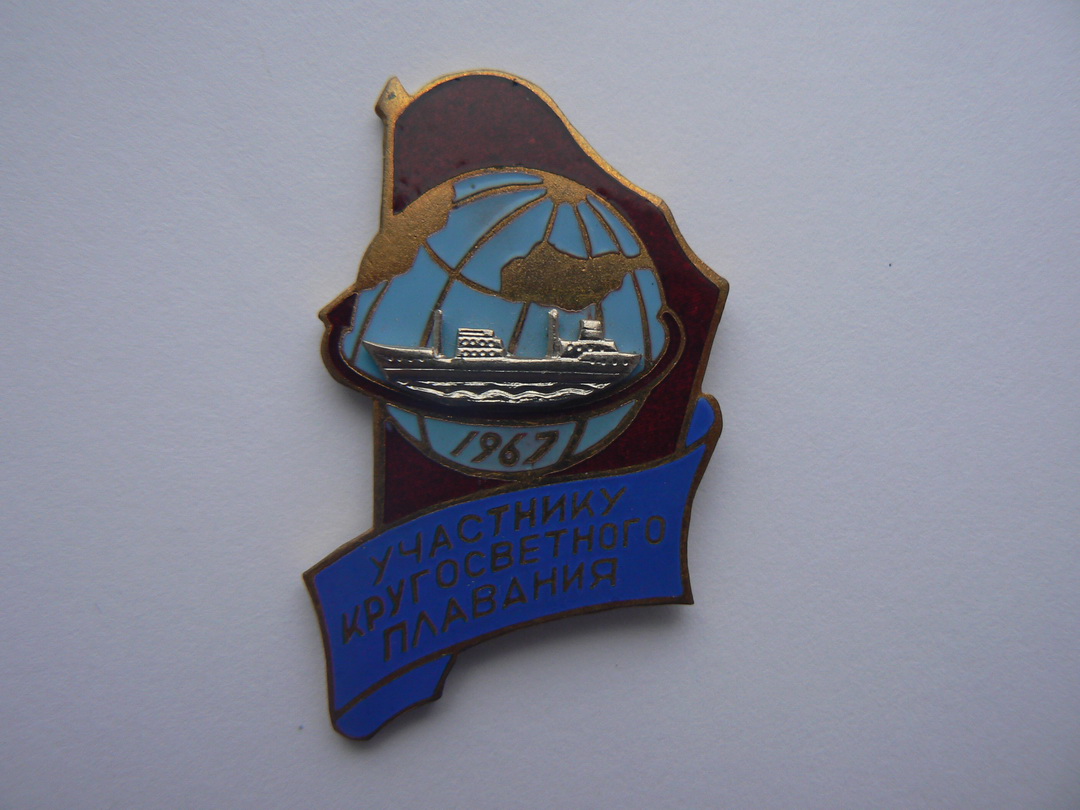 1967
УЧАСТНИКУ
КРУГОСВЕТНОГО
ПЛАВАНИЯ